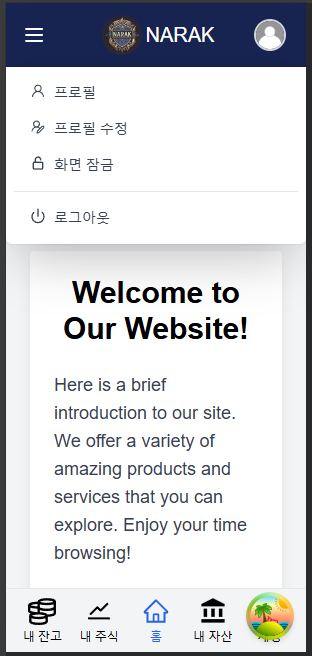 NARAK
NARAK
프로필
프로필 수정
화면 잠금
로그아웃
Welcome to
Our Website!
Here is a brief
introduction to our site.
We offer a variety of
amazing products and
services that you can
explore. Enjoy your time
browsing!
내 잔고
내 주식
홈
내 자산